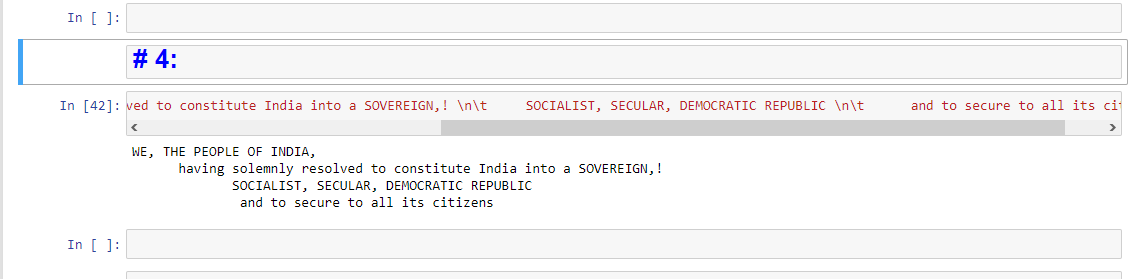 In [ ]:
# 4:
In [42]: ved to constitute India into a SOVEREIGN,! \n\t     SOCIALIST, SECULAR, DEMOCRATIC REPUBLIC \n\t      and to secure to all its cit
WE, THE PEOPLE OF INDIA,
      having solemnly resolved to constitute India into a SOVEREIGN,!
             SOCIALIST, SECULAR, DEMOCRATIC REPUBLIC
              and to secure to all its citizens
In [ ]: